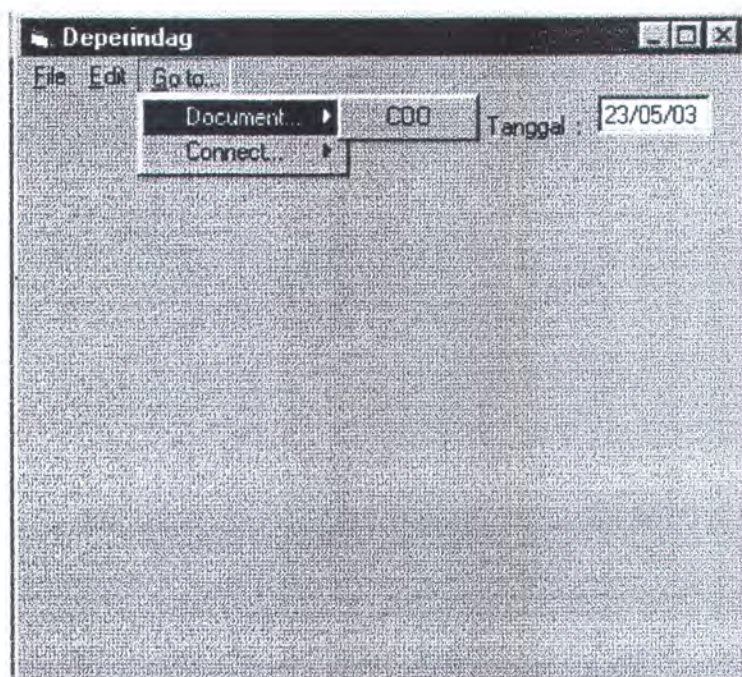 Deperindag
File Edit Go to...
Document... COO Tanggal : 23/05/03
Connect...